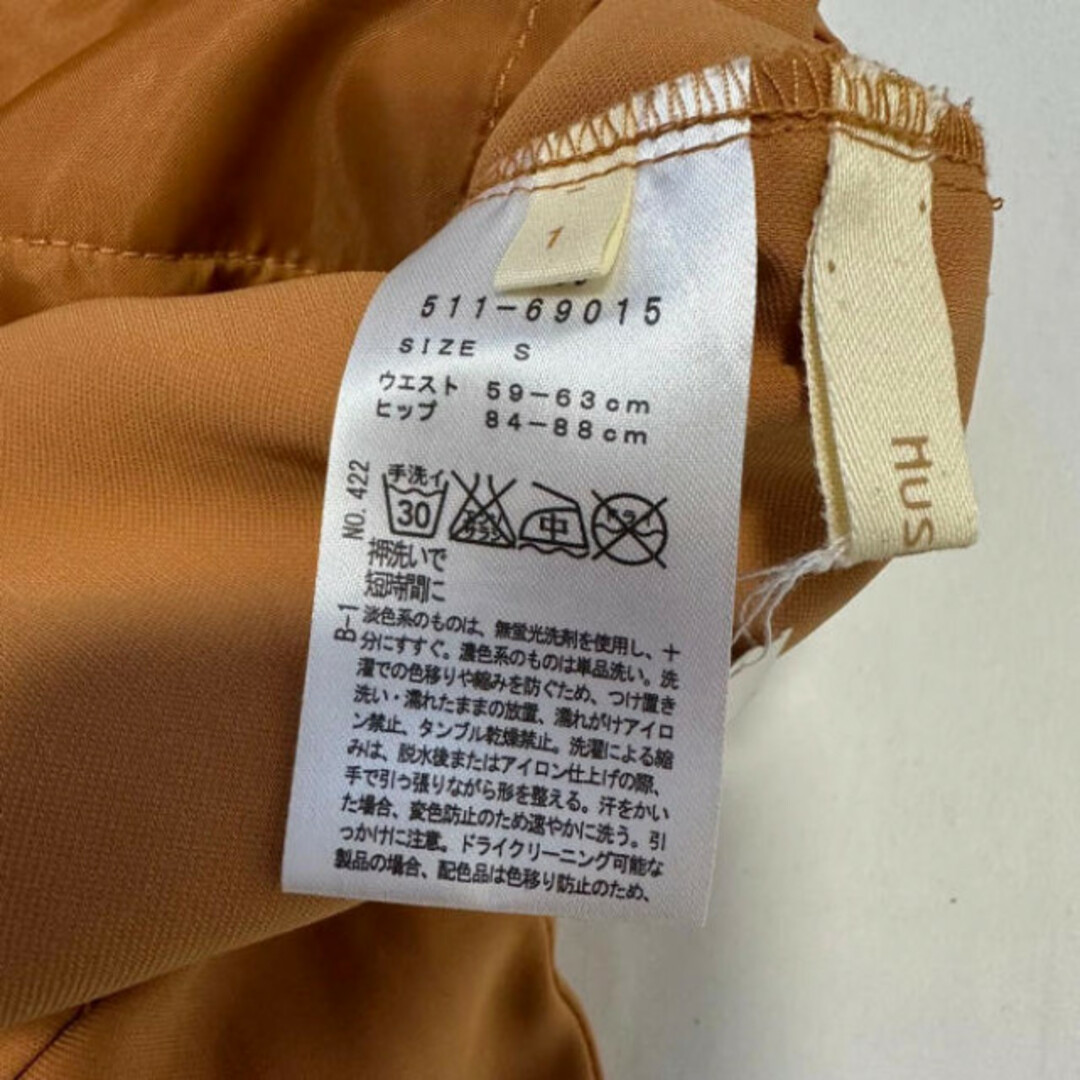 1
511-69015
SIZE S
ウエスト 59-63cm
ヒップ 84-88cm
HUS
NO. 422
手洗イ
30
中
ドライ
押洗いで
短時間に
B-1
淡色系のものは、無蛍光洗剤を使用し、十
分にすすぐ。濃色系のものは単品洗い。洗
濯での色移りや縮みを防ぐため、つけ置き
洗い・濡れたままの放置、濡れがけアイロ
ン禁止、タンブル乾燥禁止。洗濯による縮
みは、脱水後またはアイロン仕上げの際、
手で引っ張りながら形を整える。汗をかい
た場合、変色防止のため速やかに洗う。引
っかけに注意。ドライクリーニング可能な
製品の場合、配色品は色移り防止のため、